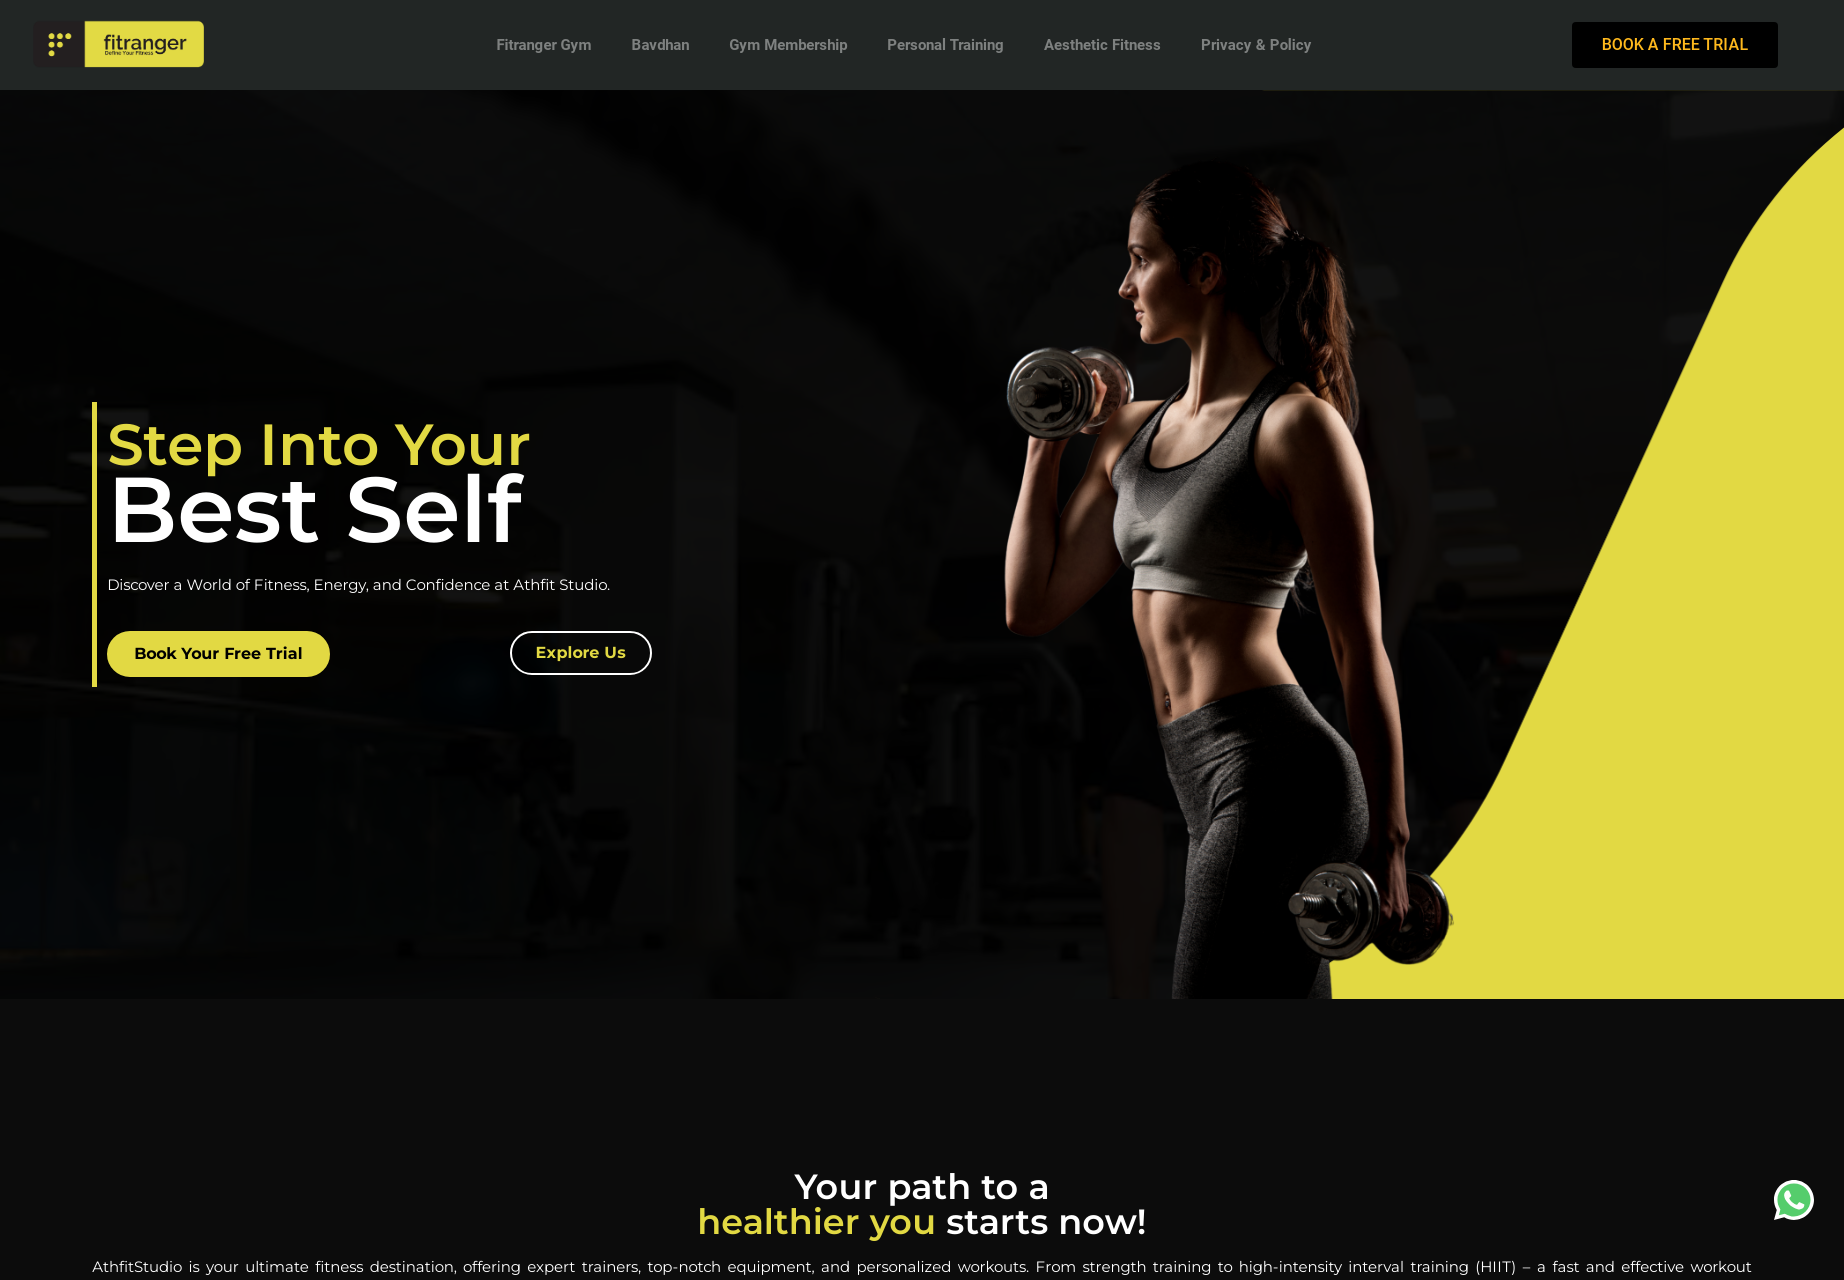 fitranger
Define Your Fitness
Fitranger Gym
Bavdhan
Gym Membership
Personal Training
Aesthetic Fitness
Privacy & Policy
BOOK A FREE TRIAL
Step Into Your
Best Self
Discover a World of Fitness, Energy, and Confidence at Athfit Studio.
Book Your Free Trial
Explore Us
Your path to a
healthier you starts now!
AthfitStudio is your ultimate fitness destination, offering expert trainers, top-notch equipment, and personalized workouts. From strength training to high-intensity interval training (HIIT) – a fast and effective workout